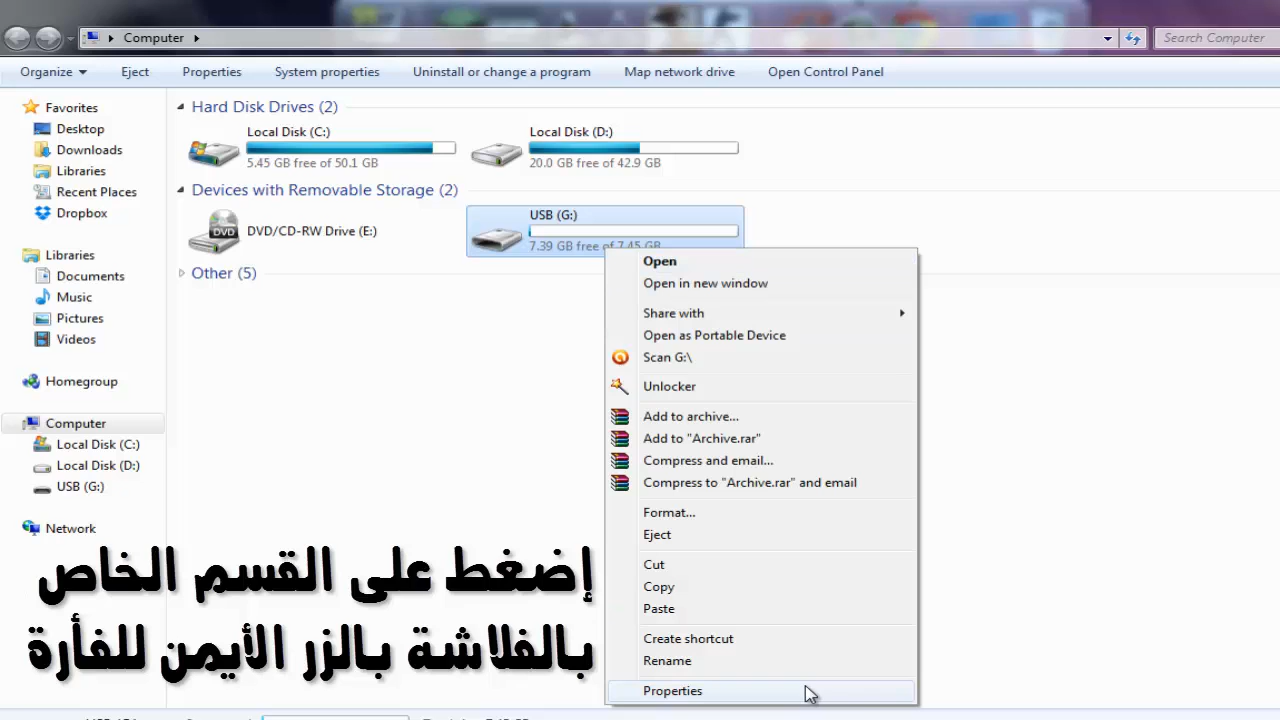 Computer
Search Computer
Organize
Eject
Properties
System properties
Uninstall or change a program
Map network drive
Open Control Panel
Favorites
Desktop
Downloads
Libraries
Recent Places
Dropbox
Libraries
Documents
Music
Pictures
Videos
Homegroup
Computer
Local Disk (C:)
Local Disk (D:)
USB (G:)
Network
Hard Disk Drives (2)
Local Disk (C:)
5.45 GB free of 50.1 GB
Local Disk (D:)
20.0 GB free of 42.9 GB
Devices with Removable Storage (2)
DVD
DVD/CD-RW Drive (E:)
USB (G:)
7.39 GB free of 7.45 GB
Other (5)
Open
Open in new window
Share with
Open as Portable Device
Scan G:\
Unlocker
Add to archive...
Add to "Archive.rar"
Compress and email...
Compress to "Archive.rar" and email
Format...
Eject
Cut
Copy
Paste
Create shortcut
Rename
Properties
إضغط على القسم الخاص
بالفلاشة بالزر الأيمن للفأرة